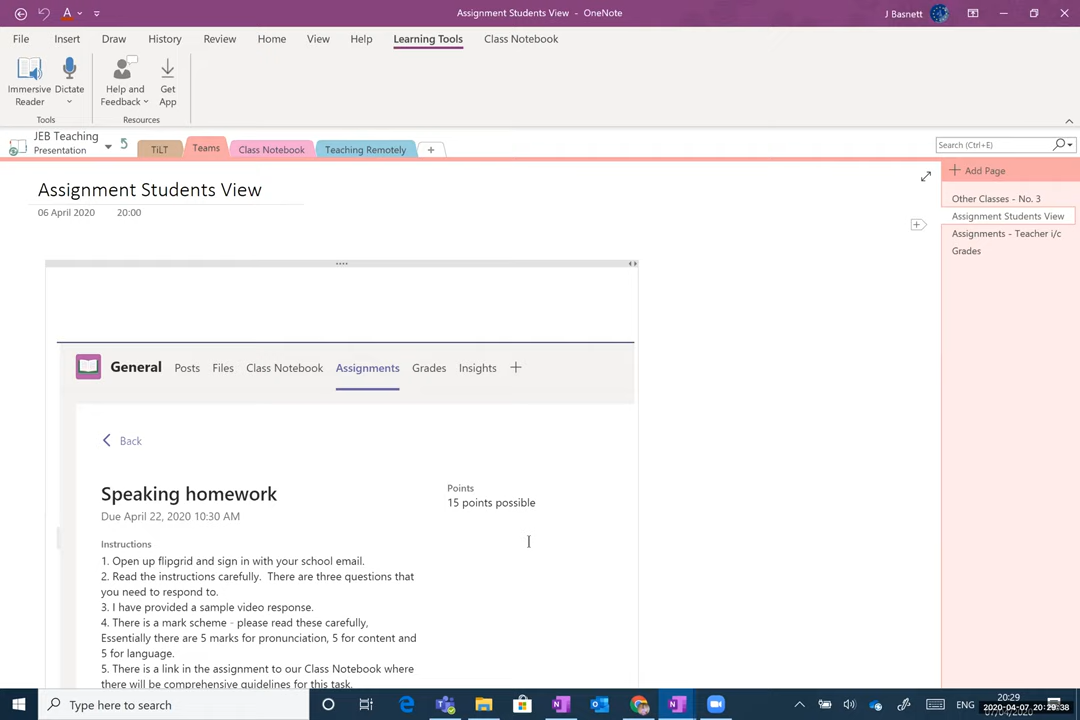 Assignment Students View - OneNote
J Basnett
File Insert Draw History Review Home View Help Learning Tools Class Notebook
Immersive Reader
Dictate
Help and Feedback
Get App
Tools
Resources
JEB Teaching
Presentation
TiLT
Teams
Class Notebook
Teaching Remotely
Search (Ctrl+E)
Add Page
Other Classes - No. 3
Assignment Students View
Assignments - Teacher i/c
Grades
Assignment Students View
06 April 2020 20:00
General Posts Files Class Notebook Assignments Grades Insights
Back
Speaking homework
Due April 22, 2020 10:30 AM
Points
15 points possible
Instructions
1. Open up flipgrid and sign in with your school email.
2. Read the instructions carefully. There are three questions that
you need to respond to.
3. I have provided a sample video response.
4. There is a mark scheme - please read these carefully,
Essentially there are 5 marks for pronunciation, 5 for content and
5 for language.
5. There is a link in the assignment to our Class Notebook where
there will be comprehensive guidelines for this task.
Type here to search
ENG
20:29
2020-04-07 20:29:38